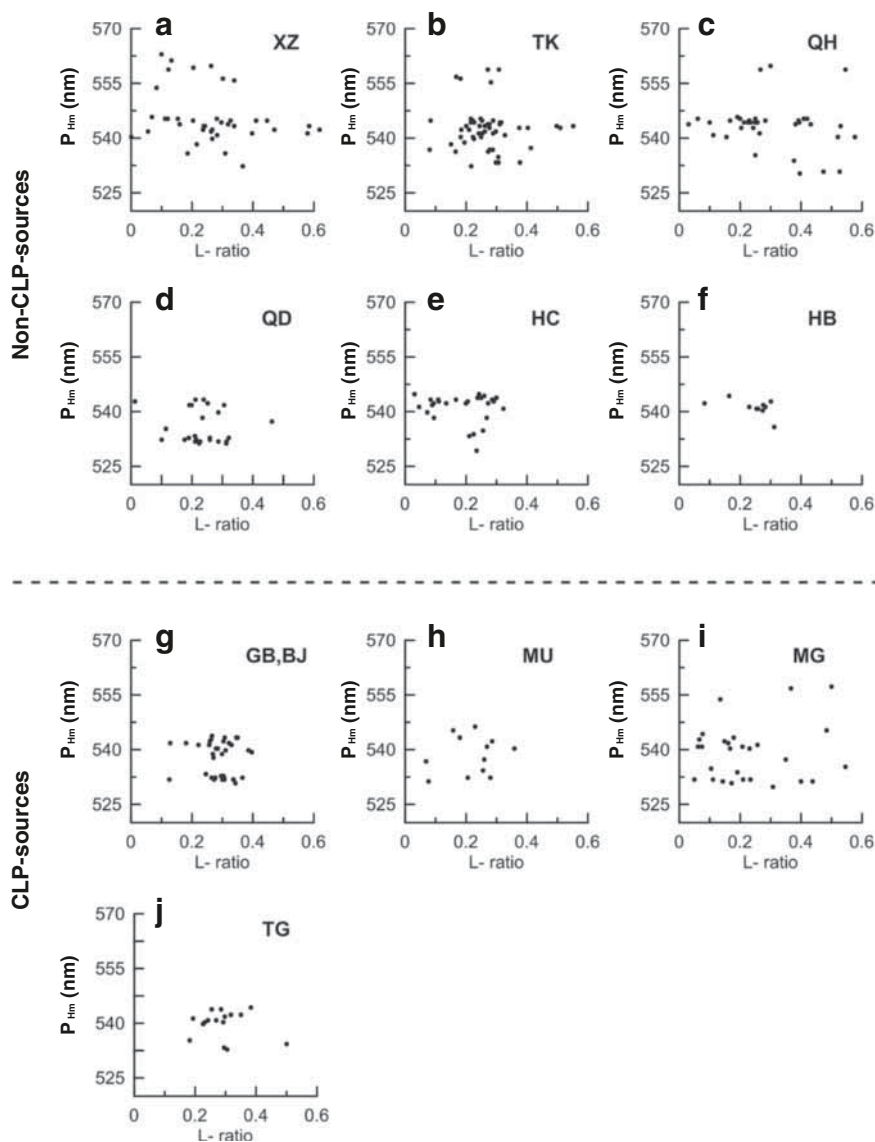 a
b
c
XZ
TK
QH
570
555
540
525
P Hm (nm)
0 0.2 0.4 0.6
L- ratio
570
555
540
525
P Hm (nm)
0 0.2 0.4 0.6
L- ratio
570
555
540
525
P Hm (nm)
0 0.2 0.4 0.6
L- ratio
Non-CLP-sources
d
e
f
QD
HC
HB
570
555
540
525
P Hm (nm)
0 0.2 0.4 0.6
L- ratio
570
555
540
525
P Hm (nm)
0 0.2 0.4 0.6
L- ratio
570
555
540
525
P Hm (nm)
0 0.2 0.4 0.6
L- ratio
g
h
i
GB,BJ
MU
MG
570
555
540
525
P Hm (nm)
0 0.2 0.4 0.6
L- ratio
570
555
540
525
P Hm (nm)
0 0.2 0.4 0.6
L- ratio
570
555
540
525
P Hm (nm)
0 0.2 0.4 0.6
L- ratio
CLP-sources
j
TG
570
555
540
525
P Hm (nm)
0 0.2 0.4 0.6
L- ratio